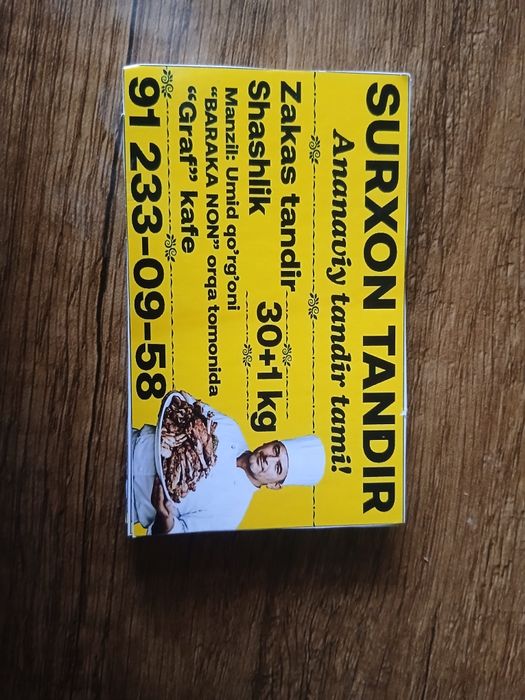 SURXON TANDIR
Ananaviy tandir tami!
Zakas tandir
Shashlik 30+1 kg
Manzil: Umid qo'rg'oni
"BARAKA NON" orqa tomonida
"Graf" kafe
91 233-09-58